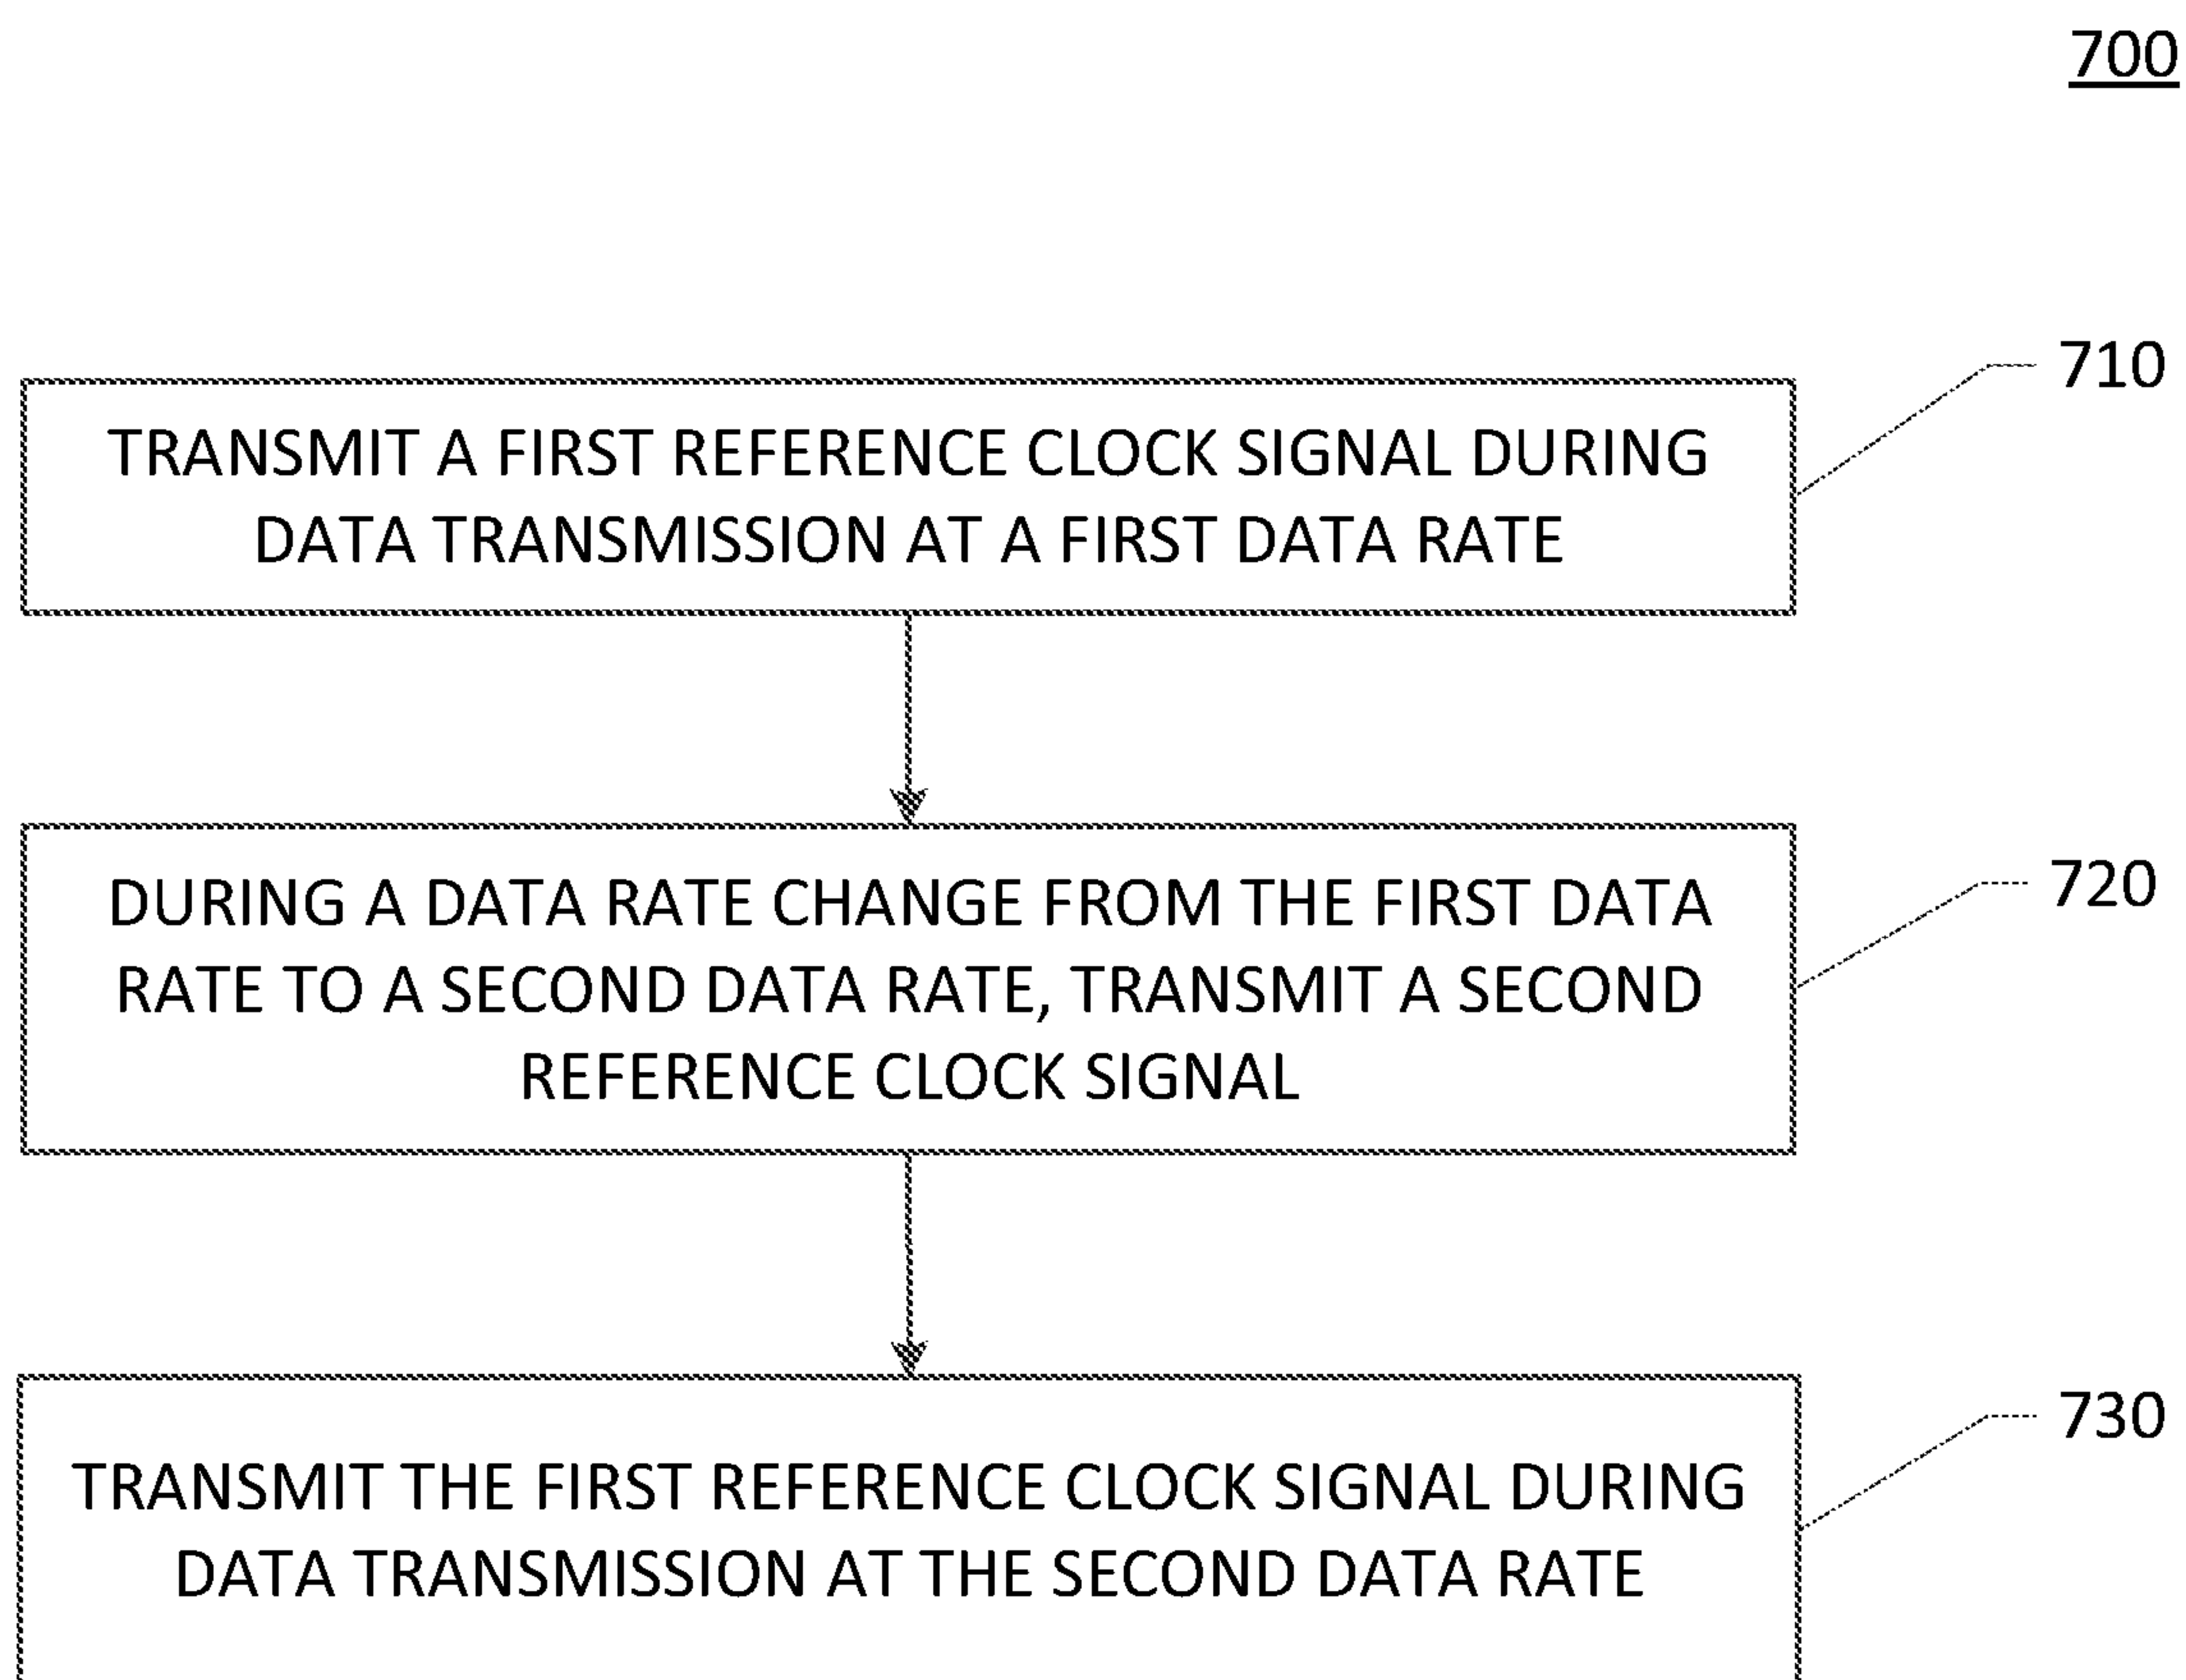 700
710
TRANSMIT A FIRST REFERENCE CLOCK SIGNAL DURING
DATA TRANSMISSION AT A FIRST DATA RATE
720
DURING A DATA RATE CHANGE FROM THE FIRST DATA
RATE TO A SECOND DATA RATE, TRANSMIT A SECOND
REFERENCE CLOCK SIGNAL
730
TRANSMIT THE FIRST REFERENCE CLOCK SIGNAL DURING
DATA TRANSMISSION AT THE SECOND DATA RATE